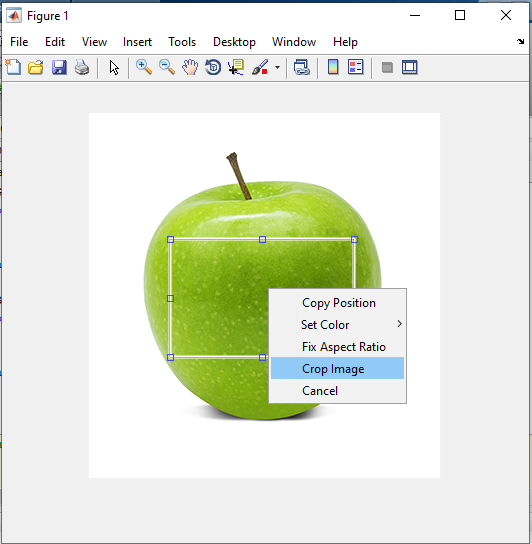 Figure 1
File Edit View Insert Tools Desktop Window Help
Copy Position
Set Color
Fix Aspect Ratio
Crop Image
Cancel